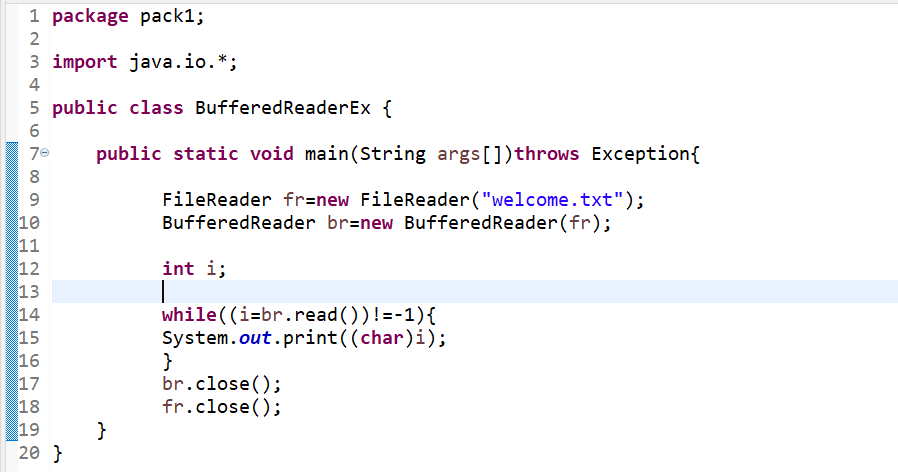 1 package pack1;
2
3 import java.io.*;
4
5 public class BufferedReaderEx {
6
7 public static void main(String args[])throws Exception{
8
9 FileReader fr=new FileReader("welcome.txt");
10 BufferedReader br=new BufferedReader(fr);
11
12 int i;
13
14 while((i=br.read())!=-1){
15 System.out.print((char)i);
16 }
17 br.close();
18 fr.close();
19 }
20 }